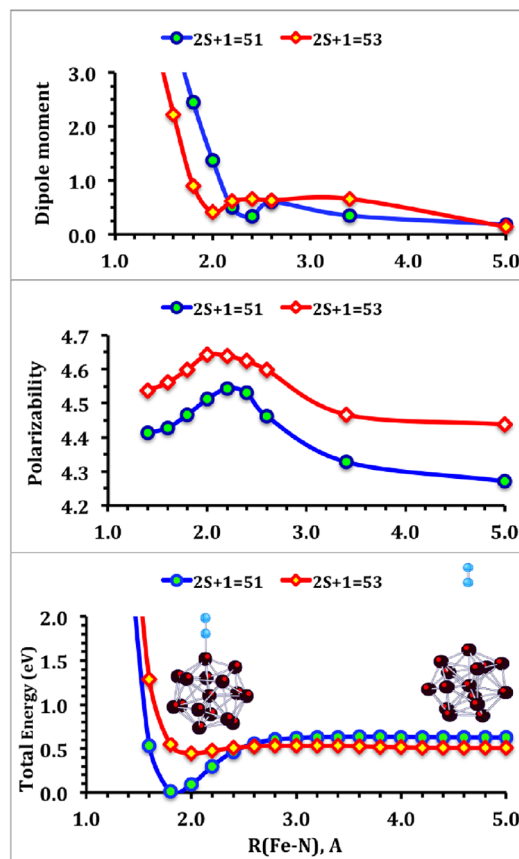 2S+1=51 2S+1=53
Dipole moment
3.0
2.0
1.0
0.0
1.0 2.0 3.0 4.0 5.0
2S+1=51 2S+1=53
Polarizability
4.7
4.6
4.5
4.4
4.3
4.2
1.0 2.0 3.0 4.0 5.0
2S+1=51 2S+1=53
Total Energy (eV)
2.0
1.5
1.0
0.5
0.0
1.0 2.0 3.0 4.0 5.0
R(Fe-N), A